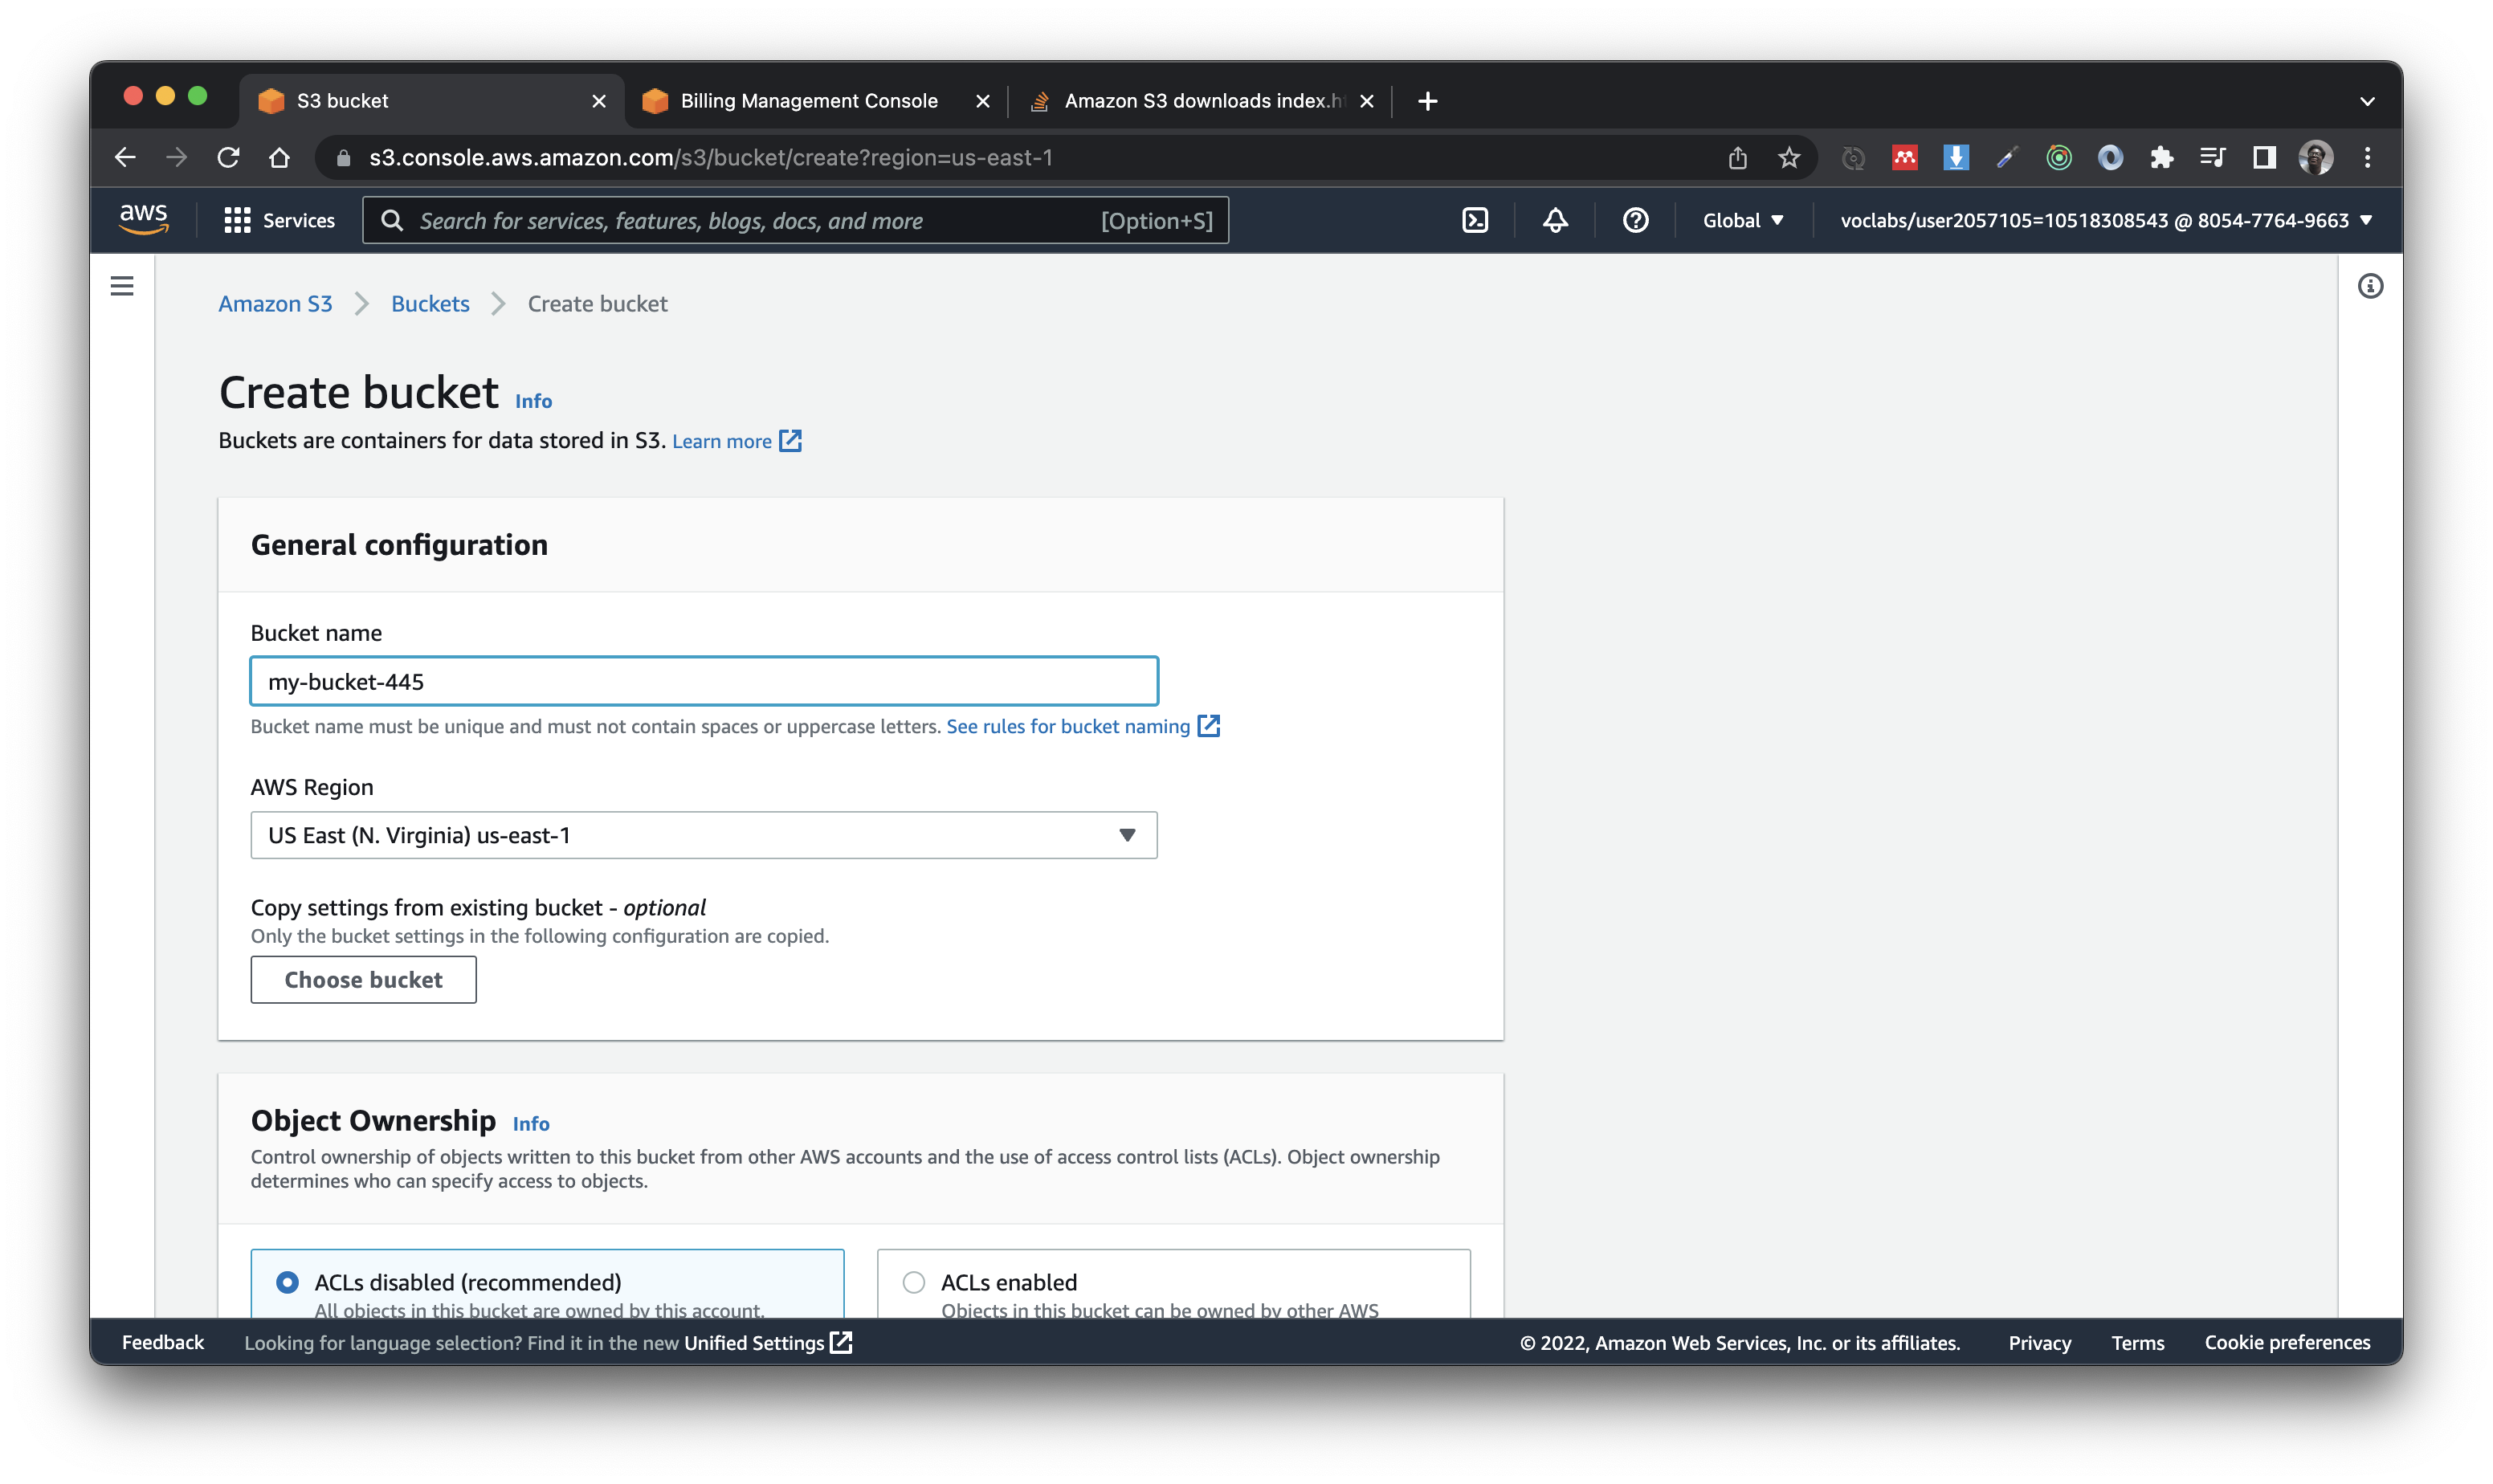 S3 bucket
Billing Management Console
Amazon S3 downloads index.h
s3.console.aws.amazon.com/s3/bucket/create?region=us-east-1
aws
Services
Search for services, features, blogs, docs, and more
[Option+S]
Global
voclabs/user2057105=10518308543 @ 8054-7764-9663
Amazon S3
Buckets
Create bucket
Create bucket Info
Buckets are containers for data stored in S3. Learn more
General configuration
Bucket name
my-bucket-445
Bucket name must be unique and must not contain spaces or uppercase letters. See rules for bucket naming
AWS Region
US East (N. Virginia) us-east-1
Copy settings from existing bucket - optional
Only the bucket settings in the following configuration are copied.
Choose bucket
Object Ownership Info
Control ownership of objects written to this bucket from other AWS accounts and the use of access control lists (ACLs). Object ownership
determines who can specify access to objects.
ACLs disabled (recommended)
All objects in this bucket are owned by this account.
ACLs enabled
Objects in this bucket can be owned by other AWS
Feedback
Looking for language selection? Find it in the new Unified Settings
© 2022, Amazon Web Services, Inc. or its affiliates.
Privacy
Terms
Cookie preferences